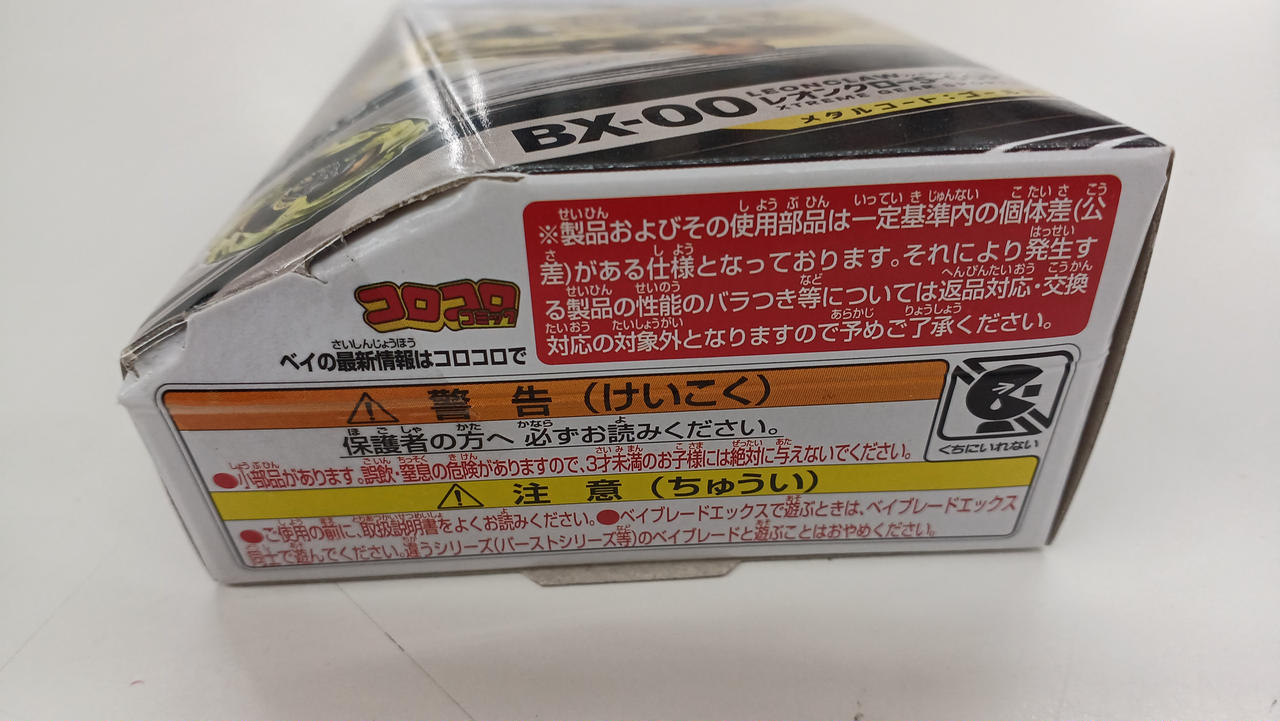 BX-00
LEONCLAW
レオンクロー
XTREME GEAR SPORTS
メタルコート:ゴールド
※製品およびその使用部品は一定基準内の個体差(公
差)がある仕様となっております。それにより発生す
る製品の性能のバラつき等については返品対応・交換
対応の対象外となりますので予めご了承ください。
コロコロ
コミック
ベイの最新情報はコロコロで
警告(けいこく)
保護者の方へ 必ずお読みください。
●小部品があります。誤飲・窒息の危険がありますので、3才未満のお子様には絶対に与えないでください。
くちにいれない
注意(ちゅうい)
●ご使用の前に、取扱説明書をよくお読みください。●ベイブレードエックスで遊ぶときは、ベイブレードエックス
同士で遊んでください。違うシリーズ(バーストシリーズ等)のベイブレードと遊ぶことはおやめください。